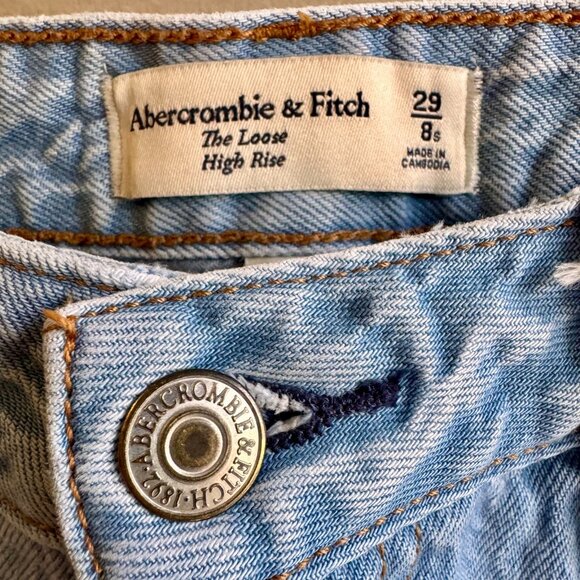 Abercrombie & Fitch
The Loose
High Rise
29
8s
MADE IN
CAMBODIA
ABERCROMBIE & FITCH · 1892 ·